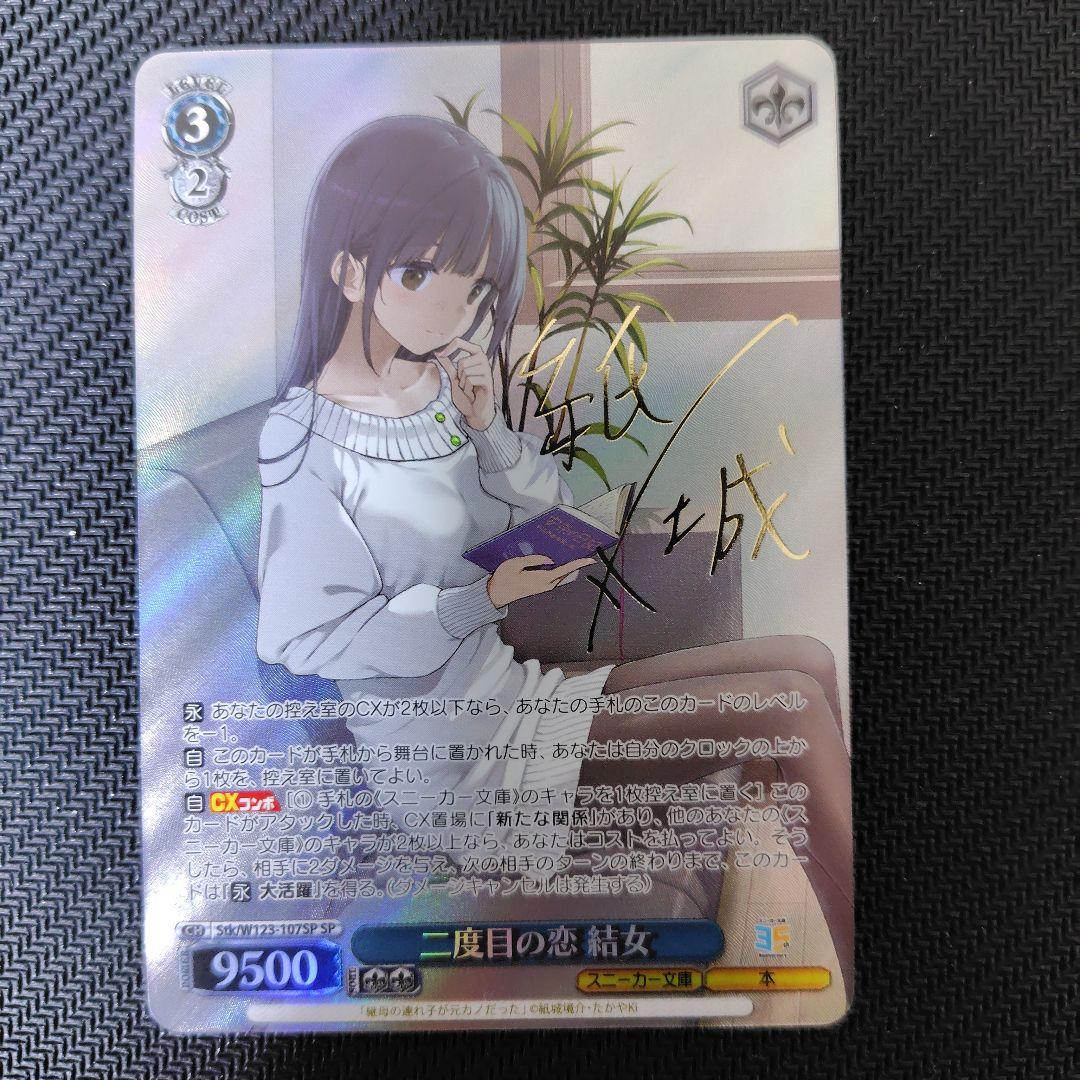 LEVEL
3
2
COST
紙城
永 あなたの控え室のCXが2枚以下なら、あなたの手札のこのカードのレベル
を－1。
自 このカードが手札から舞台に置かれた時、あなたは自分のクロックの上か
ら1枚を、控え室に置いてよい。
自 CXコンボ ［① 手札の《スニーカー文庫》のキャラを1枚控え室に置く］ この
カードがアタックした時、CX置場に「新たな関係」があり、他のあなたの《ス
ニーカー文庫》のキャラが2枚以上なら、あなたはコストを払ってよい。そう
したら、相手に2ダメージを与え、次の相手のターンの終わりまで、このカー
ドは「永 大活躍」を得る。（ダメージキャンセルは発生する）
CH Stk/W123-107SP SP
二度目の恋 結女
35
POWER 9500 SOUL
スニーカー文庫 本
「継母の連れ子が元カノだった」 ©紙城境介・たかやKi